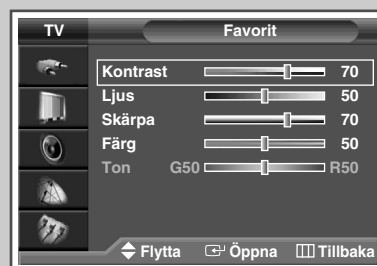 TV Favorit
Kontrast 70
Ljus 50
Skärpa 70
Färg 50
Ton G50 R50
Flytta Öppna Tillbaka